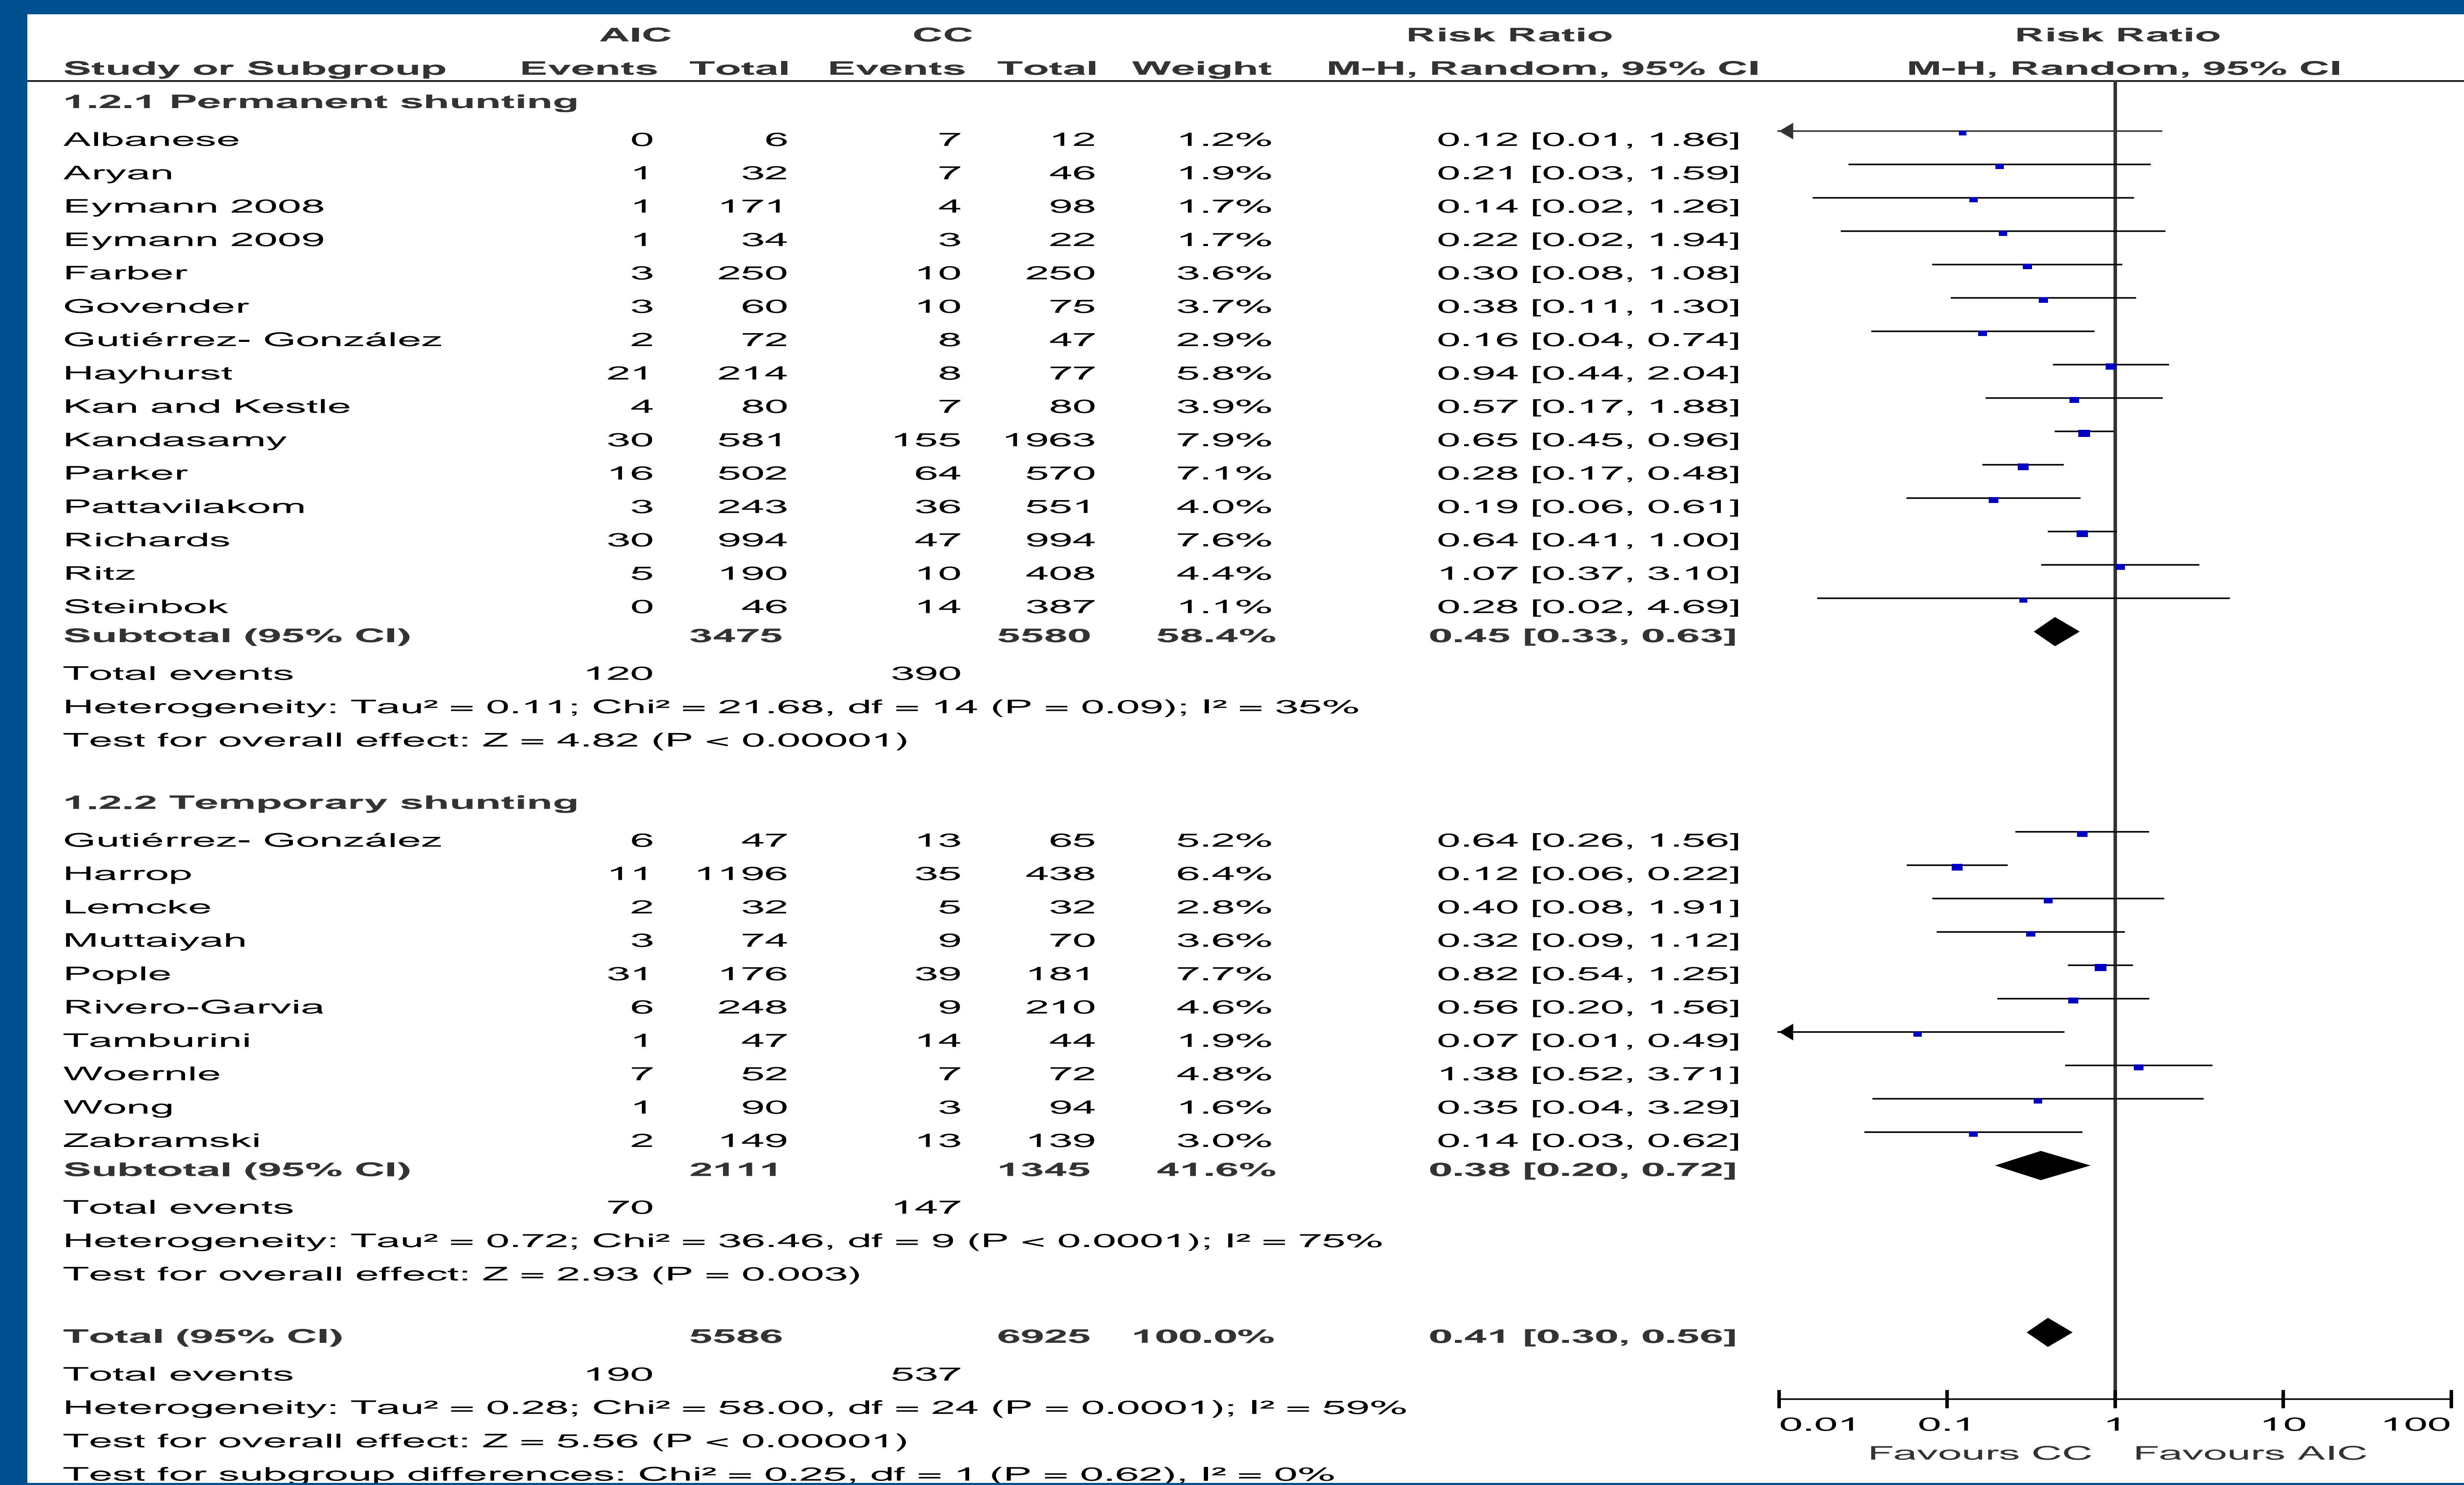 AIC CC Risk Ratio Risk Ratio
Study or Subgroup Events Total Events Total Weight M-H, Random, 95% CI M-H, Random, 95% CI
1.2.1 Permanent shunting
Albanese 0 6 7 12 1.2% 0.12 [0.01, 1.86]
Aryan 1 32 7 46 1.9% 0.21 [0.03, 1.59]
Eymann 2008 1 171 4 98 1.7% 0.14 [0.02, 1.26]
Eymann 2009 1 34 3 22 1.7% 0.22 [0.02, 1.94]
Farber 3 250 10 250 3.6% 0.30 [0.08, 1.08]
Govender 3 60 10 75 3.7% 0.38 [0.11, 1.30]
Gutiérrez- González 2 72 8 47 2.9% 0.16 [0.04, 0.74]
Hayhurst 21 214 8 77 5.8% 0.94 [0.44, 2.04]
Kan and Kestle 4 80 7 80 3.9% 0.57 [0.17, 1.88]
Kandasamy 30 581 155 1963 7.9% 0.65 [0.45, 0.96]
Parker 16 502 64 570 7.1% 0.28 [0.17, 0.48]
Pattavilakom 3 243 36 551 4.0% 0.19 [0.06, 0.61]
Richards 30 994 47 994 7.6% 0.64 [0.41, 1.00]
Ritz 5 190 10 408 4.4% 1.07 [0.37, 3.10]
Steinbok 0 46 14 387 1.1% 0.28 [0.02, 4.69]
Subtotal (95% CI) 3475 5580 58.4% 0.45 [0.33, 0.63]
Total events 120 390
Heterogeneity: Tau² = 0.11; Chi² = 21.68, df = 14 (P = 0.09); I² = 35%
Test for overall effect: Z = 4.82 (P < 0.00001)
1.2.2 Temporary shunting
Gutiérrez- González 6 47 13 65 5.2% 0.64 [0.26, 1.56]
Harrop 11 1196 35 438 6.4% 0.12 [0.06, 0.22]
Lemcke 2 32 5 32 2.8% 0.40 [0.08, 1.91]
Muttaiyah 3 74 9 70 3.6% 0.32 [0.09, 1.12]
Pople 31 176 39 181 7.7% 0.82 [0.54, 1.25]
Rivero-Garvia 6 248 9 210 4.6% 0.56 [0.20, 1.56]
Tamburini 1 47 14 44 1.9% 0.07 [0.01, 0.49]
Woernle 7 52 7 72 4.8% 1.38 [0.52, 3.71]
Wong 1 90 3 94 1.6% 0.35 [0.04, 3.29]
Zabramski 2 149 13 139 3.0% 0.14 [0.03, 0.62]
Subtotal (95% CI) 2111 1345 41.6% 0.38 [0.20, 0.72]
Total events 70 147
Heterogeneity: Tau² = 0.72; Chi² = 36.46, df = 9 (P < 0.0001); I² = 75%
Test for overall effect: Z = 2.93 (P = 0.003)
Total (95% CI) 5586 6925 100.0% 0.41 [0.30, 0.56]
Total events 190 537
Heterogeneity: Tau² = 0.28; Chi² = 58.00, df = 24 (P = 0.0001); I² = 59%
Test for overall effect: Z = 5.56 (P < 0.00001)
Test for subgroup differences: Chi² = 0.25, df = 1 (P = 0.62), I² = 0%
0.01 0.1 1 10 100
Favours CC Favours AIC